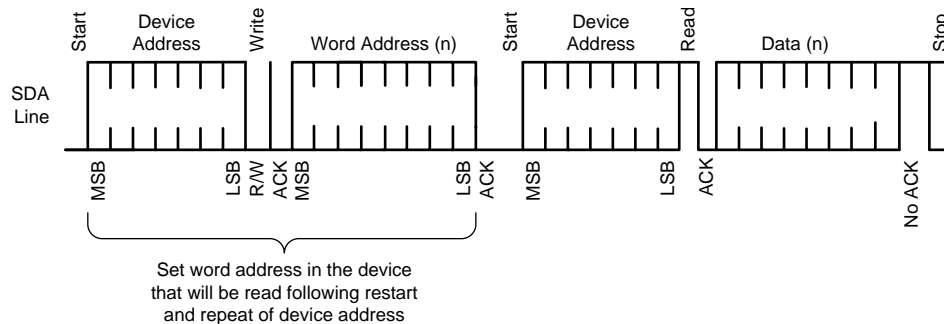 Start
Device
Address
Write
Word Address (n)
Start
Device
Address
Read
Data (n)
Stop
SDA
Line
MSB
LSB
R/W
ACK
MSB
LSB
ACK
MSB
LSB
ACK
No ACK
Set word address in the device
that will be read following restart
and repeat of device address